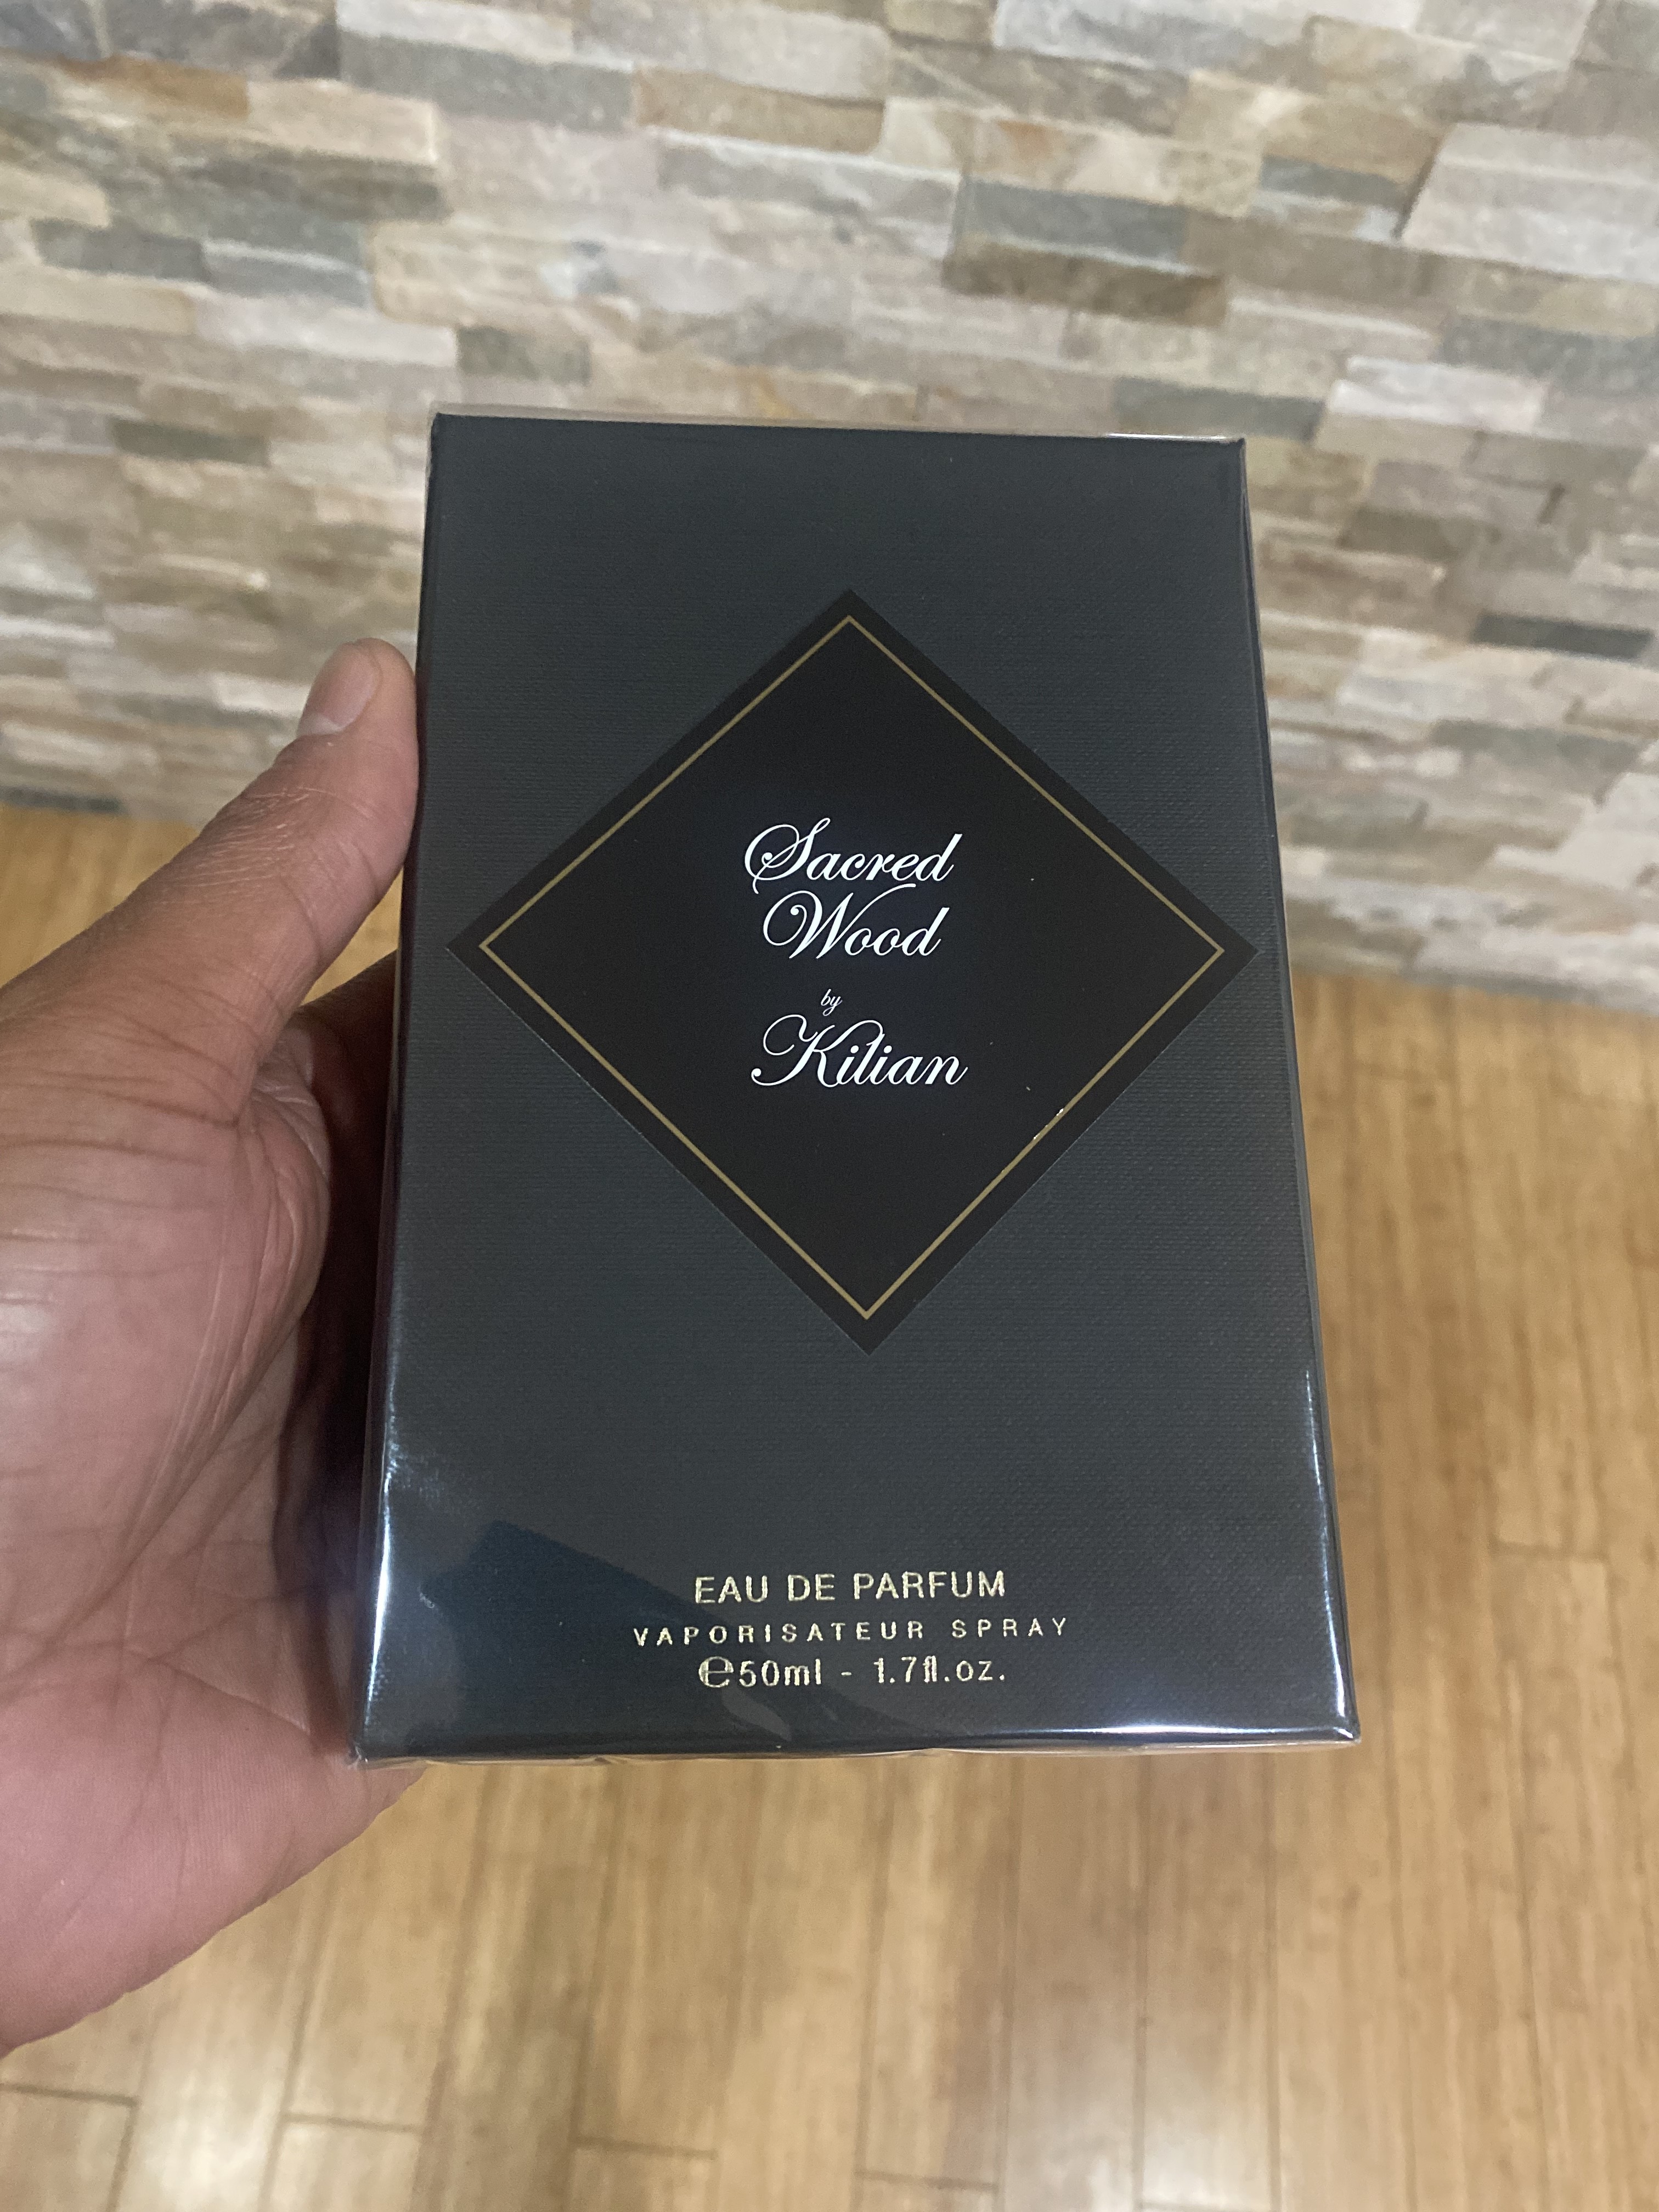 Sacred
Wood
by
Kilian
EAU DE PARFUM
VAPORISATEUR SPRAY
℮50ml - 1.7fl.oz.